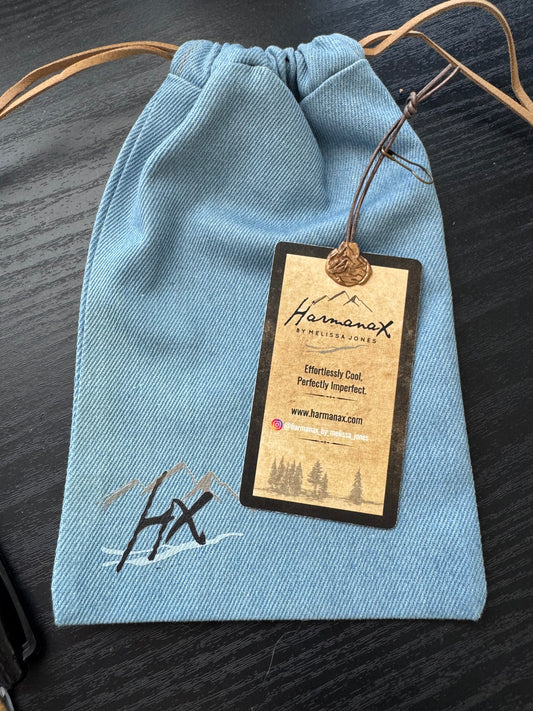 Harmanax
BY MELISSA JONES
Effortlessly Cool,
Perfectly Imperfect.
www.harmanax.com
@harmanax_by_melissa_jones
Hx